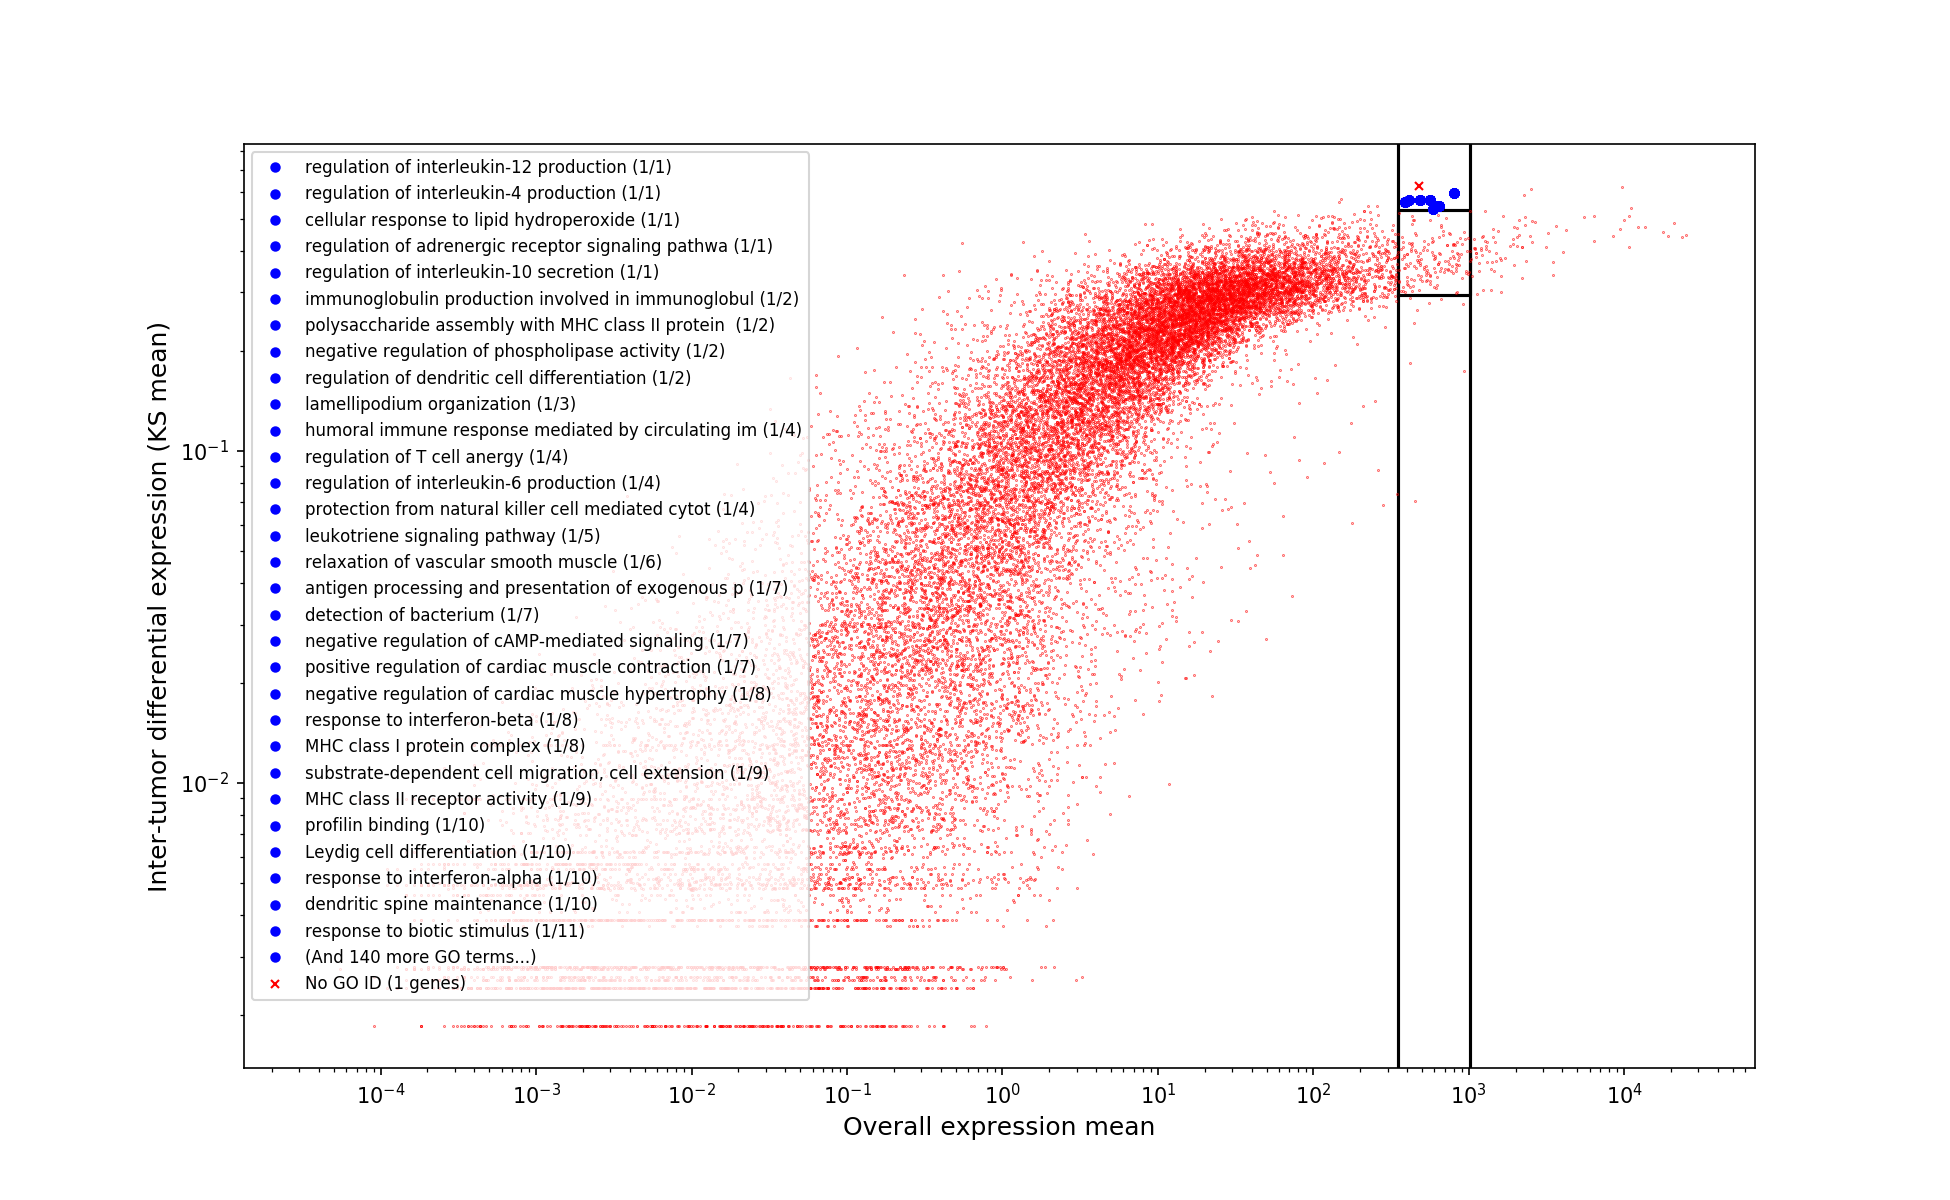 regulation of interleukin-12 production (1/1)
regulation of interleukin-4 production (1/1)
cellular response to lipid hydroperoxide (1/1)
regulation of adrenergic receptor signaling pathwa (1/1)
regulation of interleukin-10 secretion (1/1)
immunoglobulin production involved in immunoglobul (1/2)
polysaccharide assembly with MHC class II protein  (1/2)
negative regulation of phospholipase activity (1/2)
regulation of dendritic cell differentiation (1/2)
lamellipodium organization (1/3)
humoral immune response mediated by circulating im (1/4)
regulation of T cell anergy (1/4)
regulation of interleukin-6 production (1/4)
protection from natural killer cell mediated cytot (1/4)
leukotriene signaling pathway (1/5)
relaxation of vascular smooth muscle (1/6)
antigen processing and presentation of exogenous p (1/7)
detection of bacterium (1/7)
negative regulation of cAMP-mediated signaling (1/7)
positive regulation of cardiac muscle contraction (1/7)
negative regulation of cardiac muscle hypertrophy (1/8)
response to interferon-beta (1/8)
MHC class I protein complex (1/8)
substrate-dependent cell migration, cell extension (1/9)
MHC class II receptor activity (1/9)
profilin binding (1/10)
Leydig cell differentiation (1/10)
response to interferon-alpha (1/10)
dendritic spine maintenance (1/10)
response to biotic stimulus (1/11)
(And 140 more GO terms...)
No GO ID (1 genes)
Inter-tumor differential expression (KS mean)
10⁻¹
10⁻²
10⁻⁴ 10⁻³ 10⁻² 10⁻¹ 10⁰ 10¹ 10² 10³ 10⁴
Overall expression mean